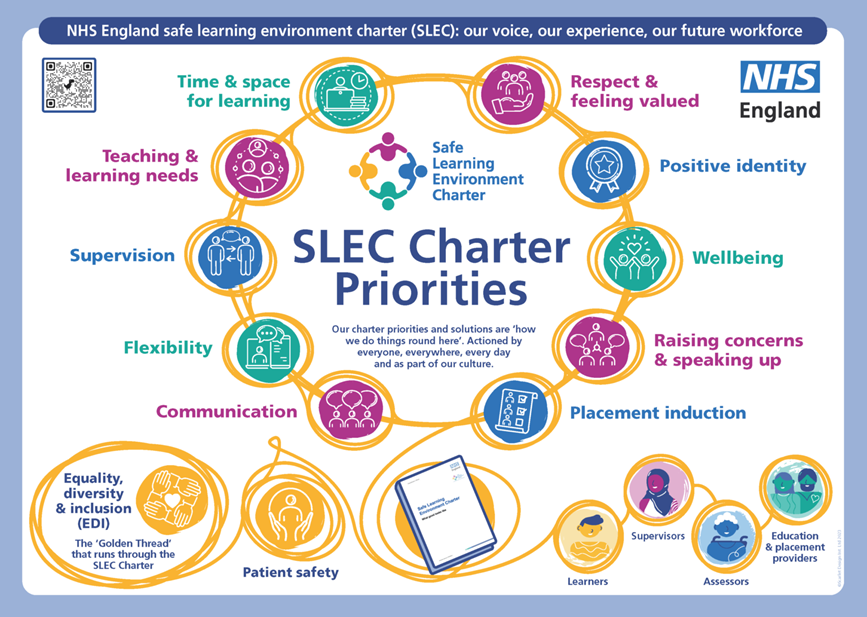 NHS England safe learning environment charter (SLEC): our voice, our experience, our future workforce
Time & space
for learning
Respect &
feeling valued
NHS
England
Teaching &
learning needs
Safe
Learning
Environment
Charter
Positive identity
Supervision
SLEC Charter
Priorities
Wellbeing
Our charter priorities and solutions are ‘how
we do things round here’. Actioned by
everyone, everywhere, every day
and as part of our culture.
Flexibility
Raising concerns
& speaking up
Communication
Placement induction
Equality,
diversity
& inclusion
(EDI)
The ‘Golden Thread’
that runs through the
SLEC Charter
Patient safety
Safe Learning
Environment Charter
Learners
Supervisors
Assessors
Education
& placement
providers